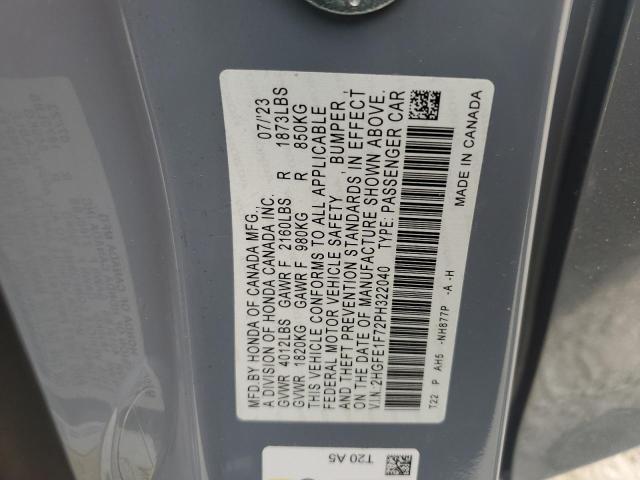 MFD.BY HONDA OF CANADA MFG., 07/'23
A DIVISION OF HONDA CANADA INC.
GVWR 4012LBS GAWR F 2160LBS R 1873LBS
GVWR 1820KG GAWR F 980KG R 850KG
THIS VEHICLE CONFORMS TO ALL APPLICABLE
FEDERAL MOTOR VEHICLE SAFETY , BUMPER ,
AND THEFT PREVENTION STANDARDS IN EFFECT
ON THE DATE OF MANUFACTURE SHOWN ABOVE.
V.I.N. 2HGFE1F72PH322040 TYPE: PASSENGER CAR
T22 P AH5 -NH877P -A -H
MADE IN CANADA
T20 A5